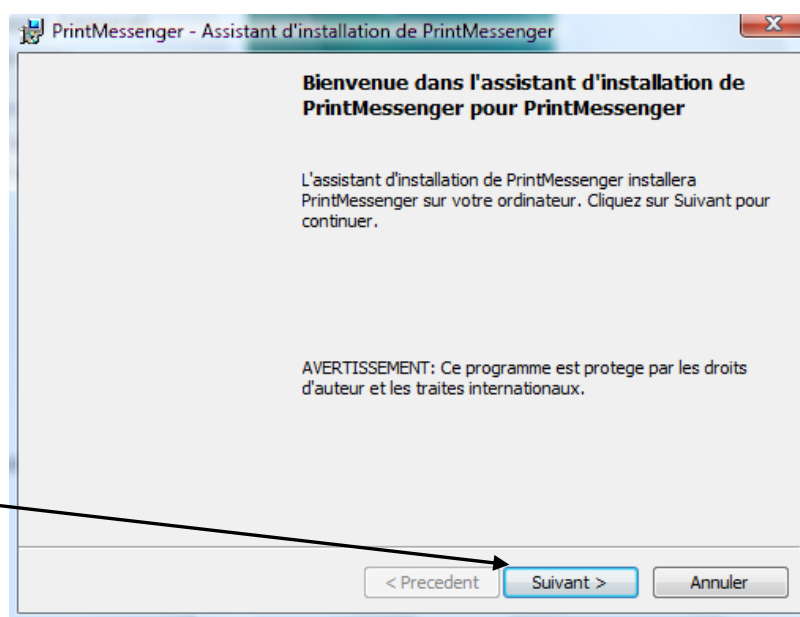 PrintMessenger - Assistant d'installation de PrintMessenger
Bienvenue dans l'assistant d'installation de
PrintMessenger pour PrintMessenger
L'assistant d'installation de PrintMessenger installera
PrintMessenger sur votre ordinateur. Cliquez sur Suivant pour
continuer.
AVERTISSEMENT: Ce programme est protege par les droits
d'auteur et les traites internationaux.
< Precedent Suivant > Annuler